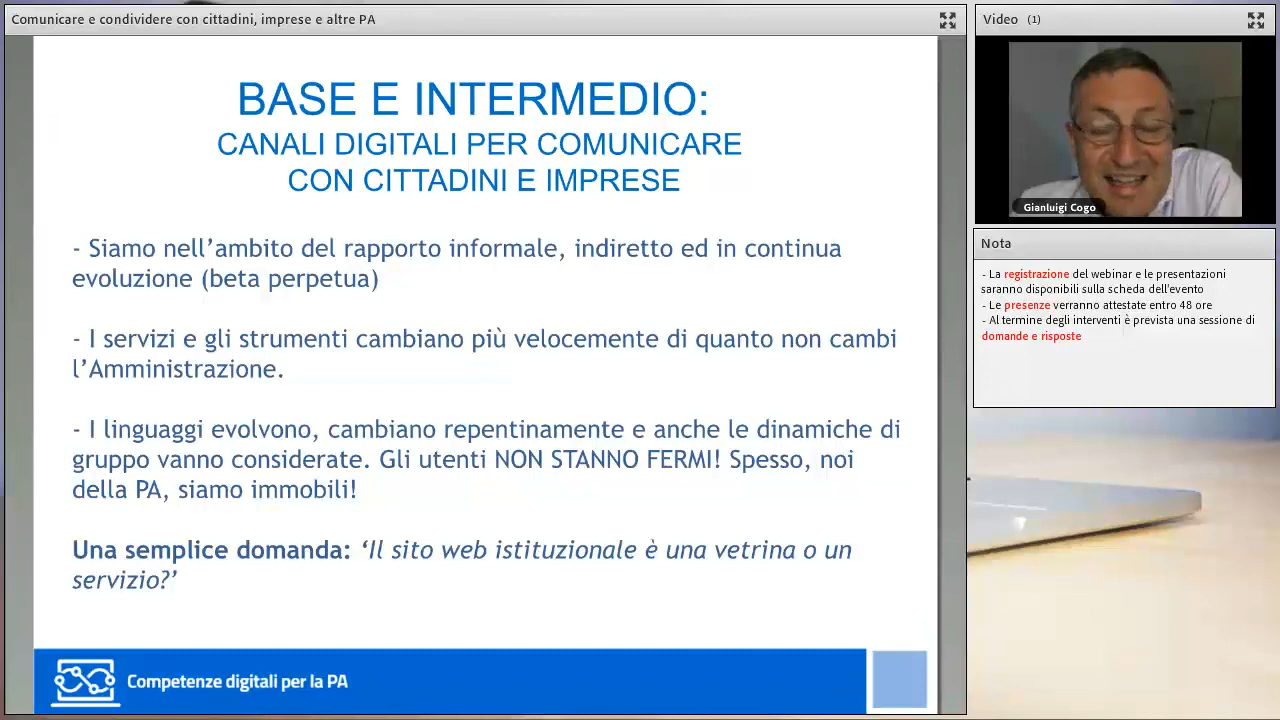 Comunicare e condividere con cittadini, imprese e altre PA
BASE E INTERMEDIO:
CANALI DIGITALI PER COMUNICARE
CON CITTADINI E IMPRESE
- Siamo nell’ambito del rapporto informale, indiretto ed in continua
evoluzione (beta perpetua)
- I servizi e gli strumenti cambiano più velocemente di quanto non cambi
l’Amministrazione.
- I linguaggi evolvono, cambiano repentinamente e anche le dinamiche di
gruppo vanno considerate. Gli utenti NON STANNO FERMI! Spesso, noi
della PA, siamo immobili!
Una semplice domanda: ‘Il sito web istituzionale è una vetrina o un
servizio?’
Competenze digitali per la PA
Video (1)
Gianluigi Cogo
Nota
- La registrazione del webinar e le presentazioni
saranno disponibili sulla scheda dell'evento
- Le presenze verranno attestate entro 48 ore
- Al termine degli interventi è prevista una sessione di
domande e risposte